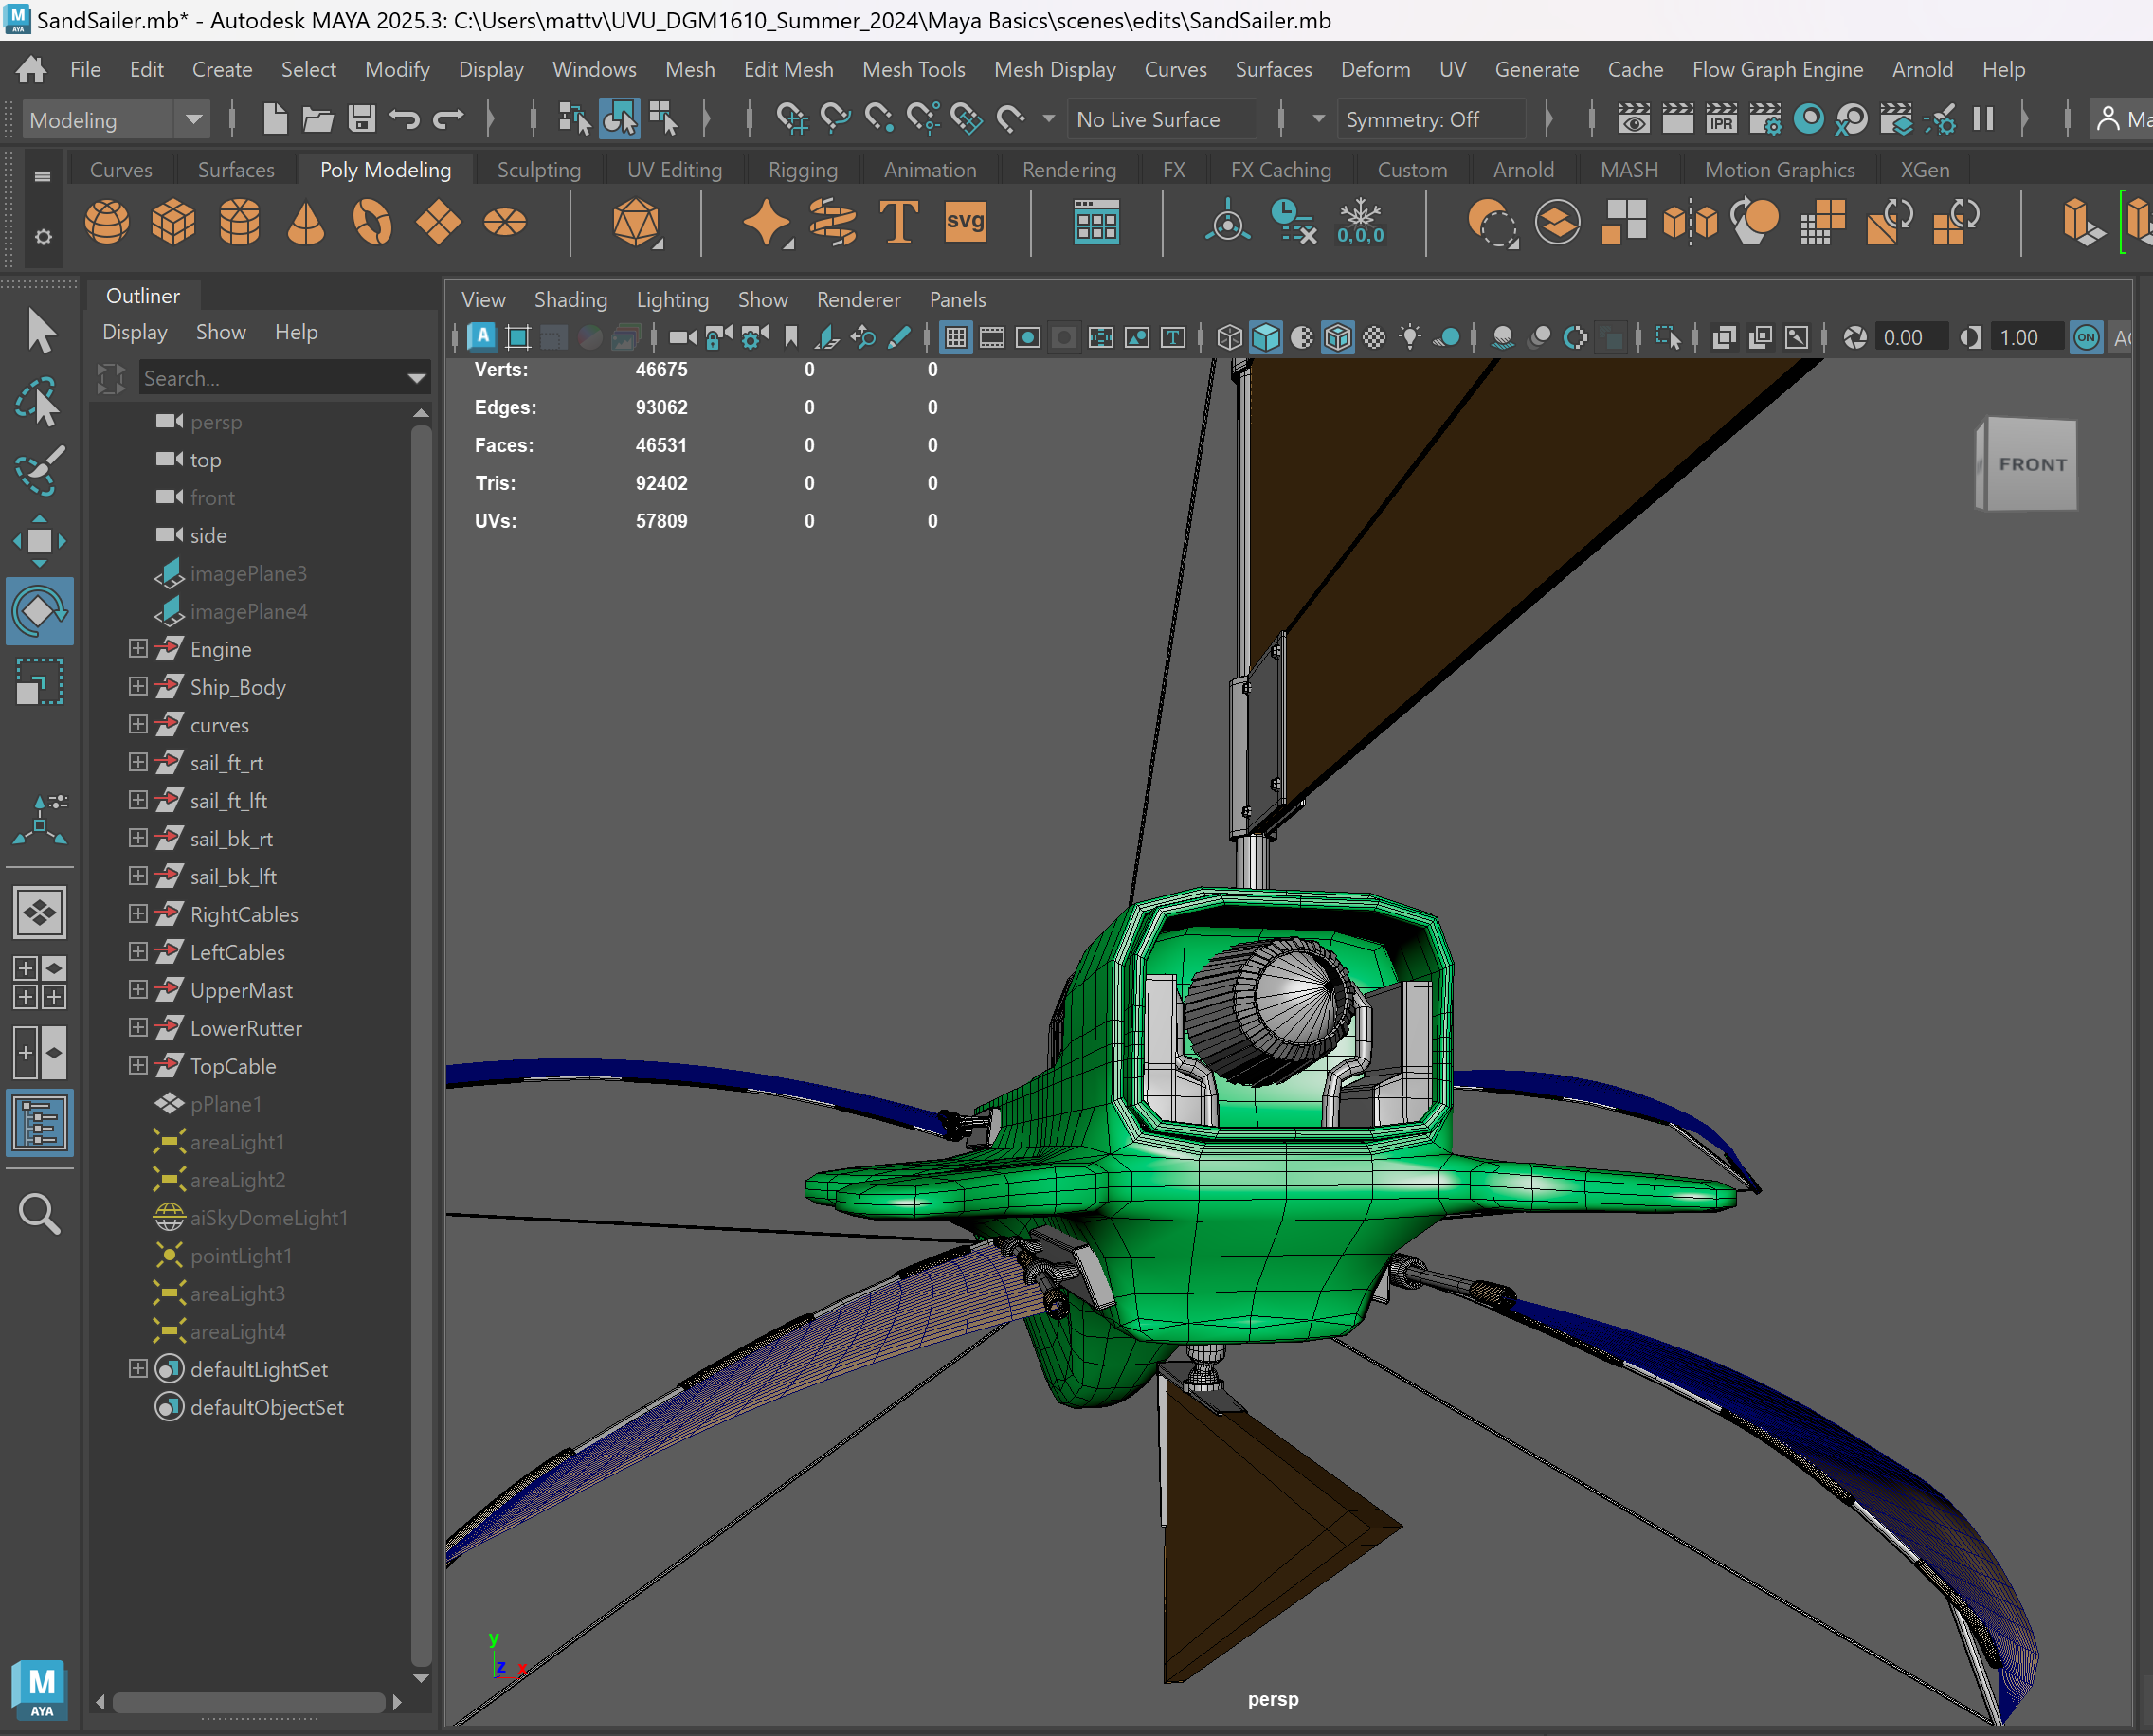 SandSailer.mb* - Autodesk MAYA 2025.3: C:\Users\mattv\UVU_DGM1610_Summer_2024\Maya Basics\scenes\edits\SandSailer.mb
File Edit Create Select Modify Display Windows Mesh Edit Mesh Mesh Tools Mesh Display Curves Surfaces Deform UV Generate Cache Flow Graph Engine Arnold Help
Modeling No Live Surface Symmetry: Off IPR Ma
Curves Surfaces Poly Modeling Sculpting UV Editing Rigging Animation Rendering FX FX Caching Custom Arnold MASH Motion Graphics XGen
T svg 0,0,0
Outliner
Display Show Help
Search...
persp
top
front
side
imagePlane3
imagePlane4
Engine
Ship_Body
curves
sail_ft_rt
sail_ft_lft
sail_bk_rt
sail_bk_lft
RightCables
LeftCables
UpperMast
LowerRutter
TopCable
pPlane1
areaLight1
areaLight2
aiSkyDomeLight1
pointLight1
areaLight3
areaLight4
defaultLightSet
defaultObjectSet
M
AYA
View Shading Lighting Show Renderer Panels
A T 0.00 1.00 ON
Verts: 46675 0 0
Edges: 93062 0 0
Faces: 46531 0 0
Tris: 92402 0 0
UVs: 57809 0 0
FRONT
y
z x
persp